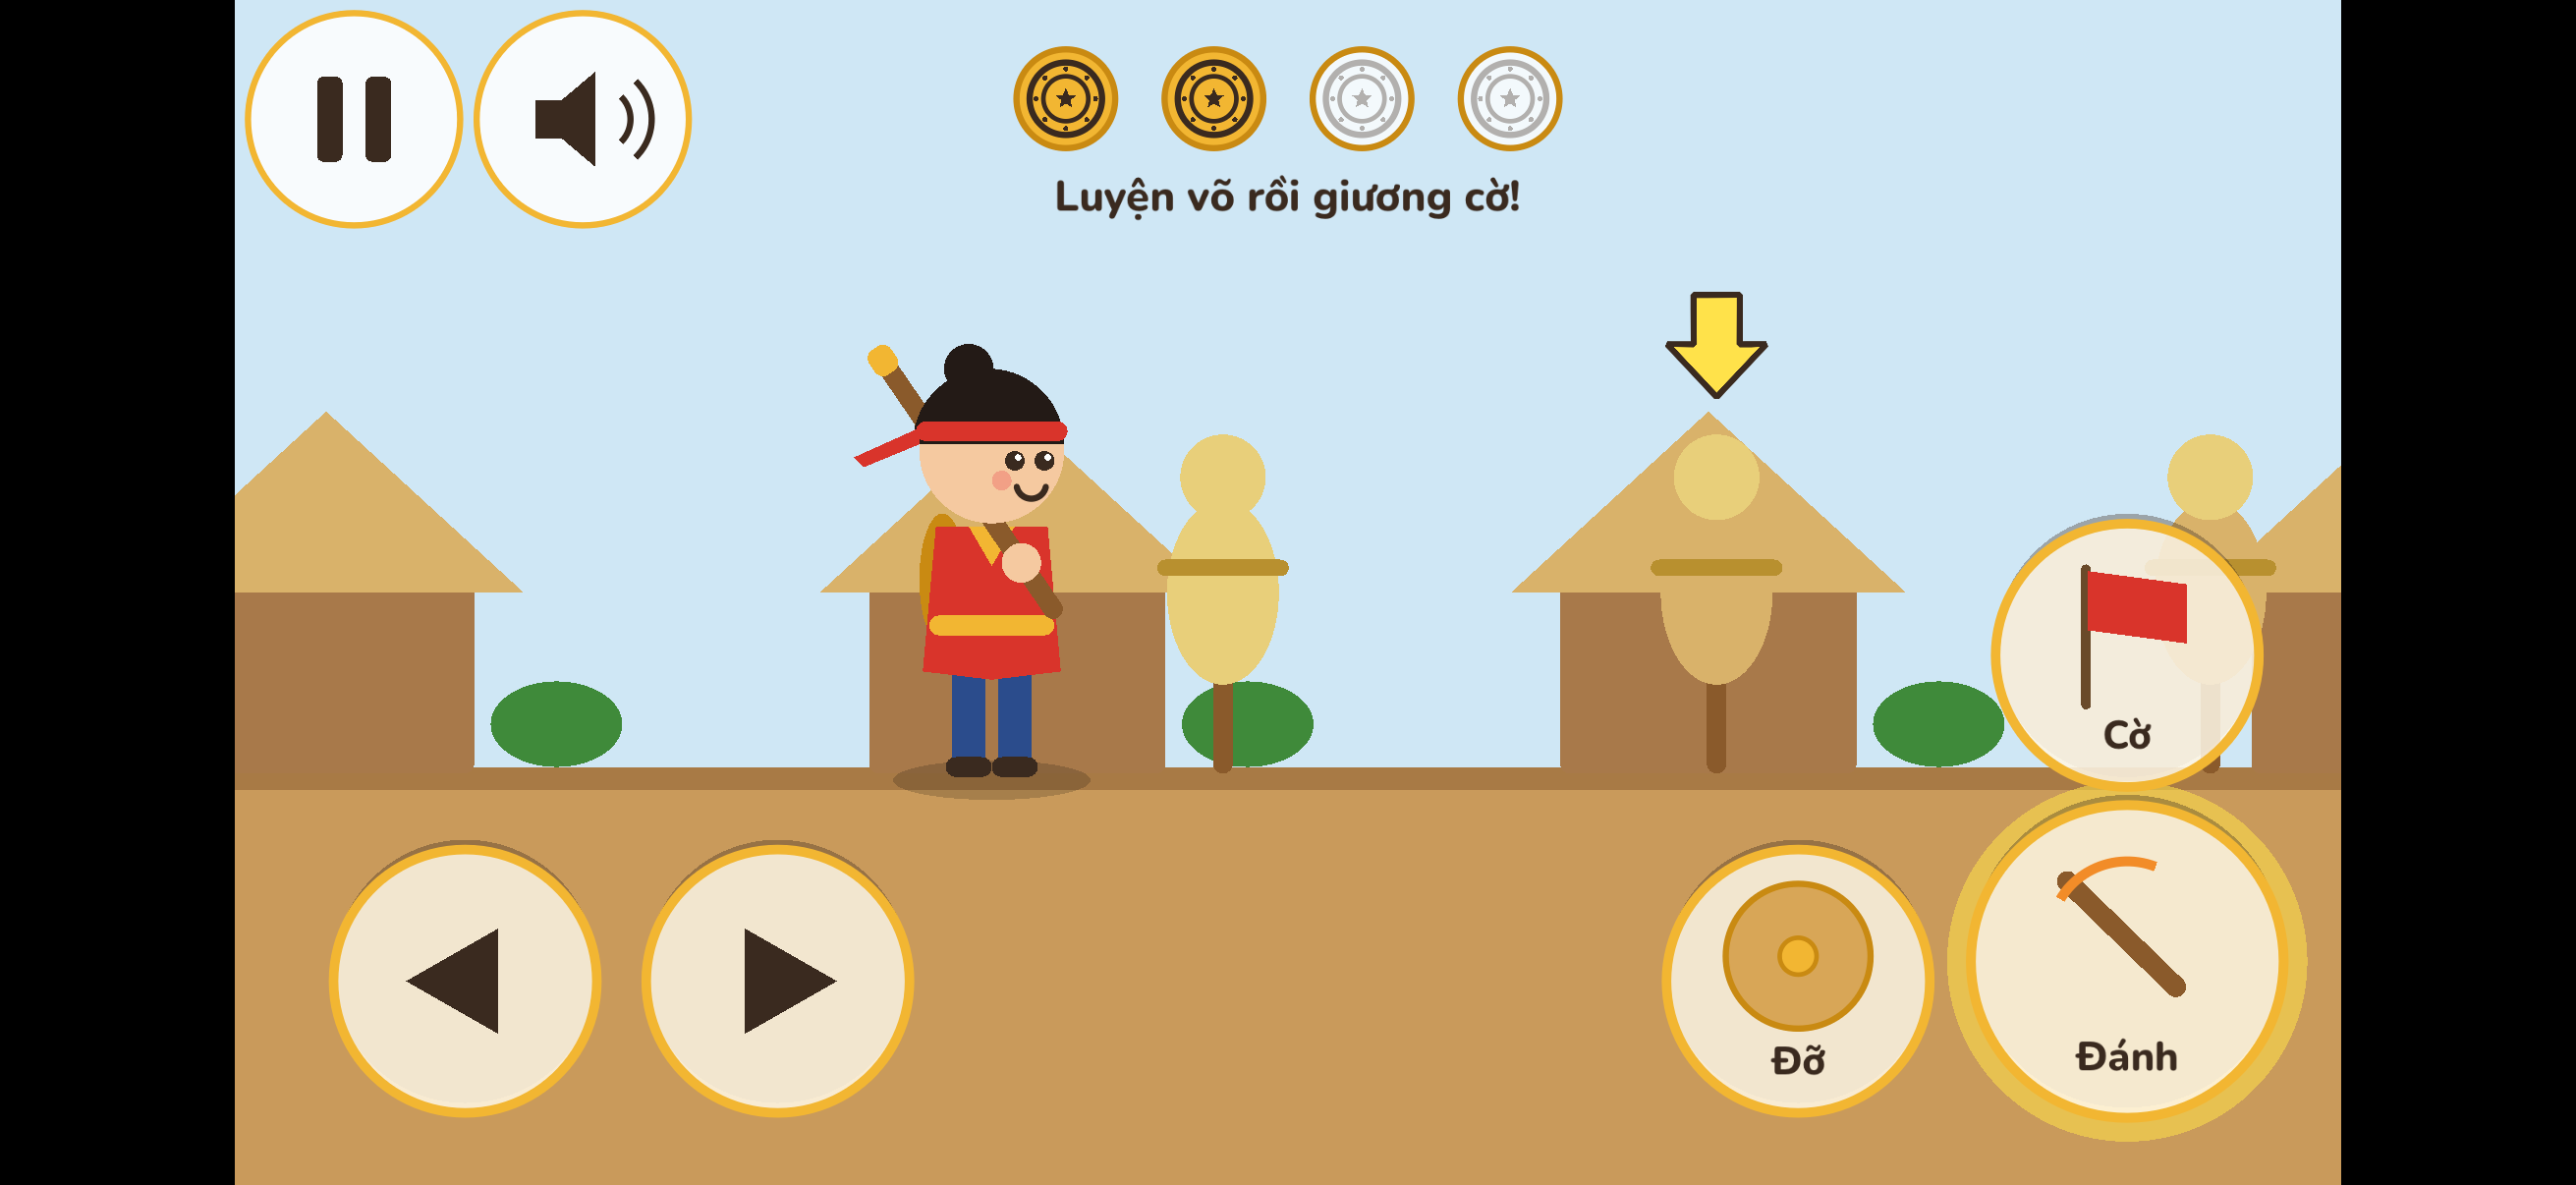 Luyện võ rồi giương cờ!
Cờ
Đỡ
Đánh